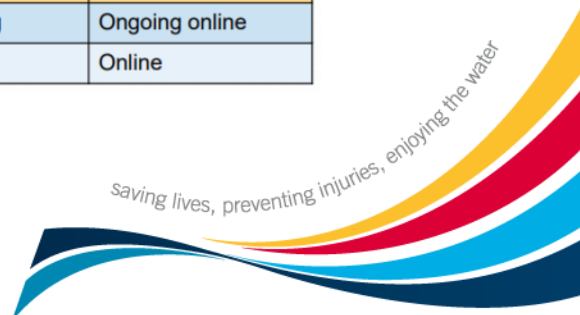 g
Ongoing online
Online
saving lives, preventing injuries, enjoying the water